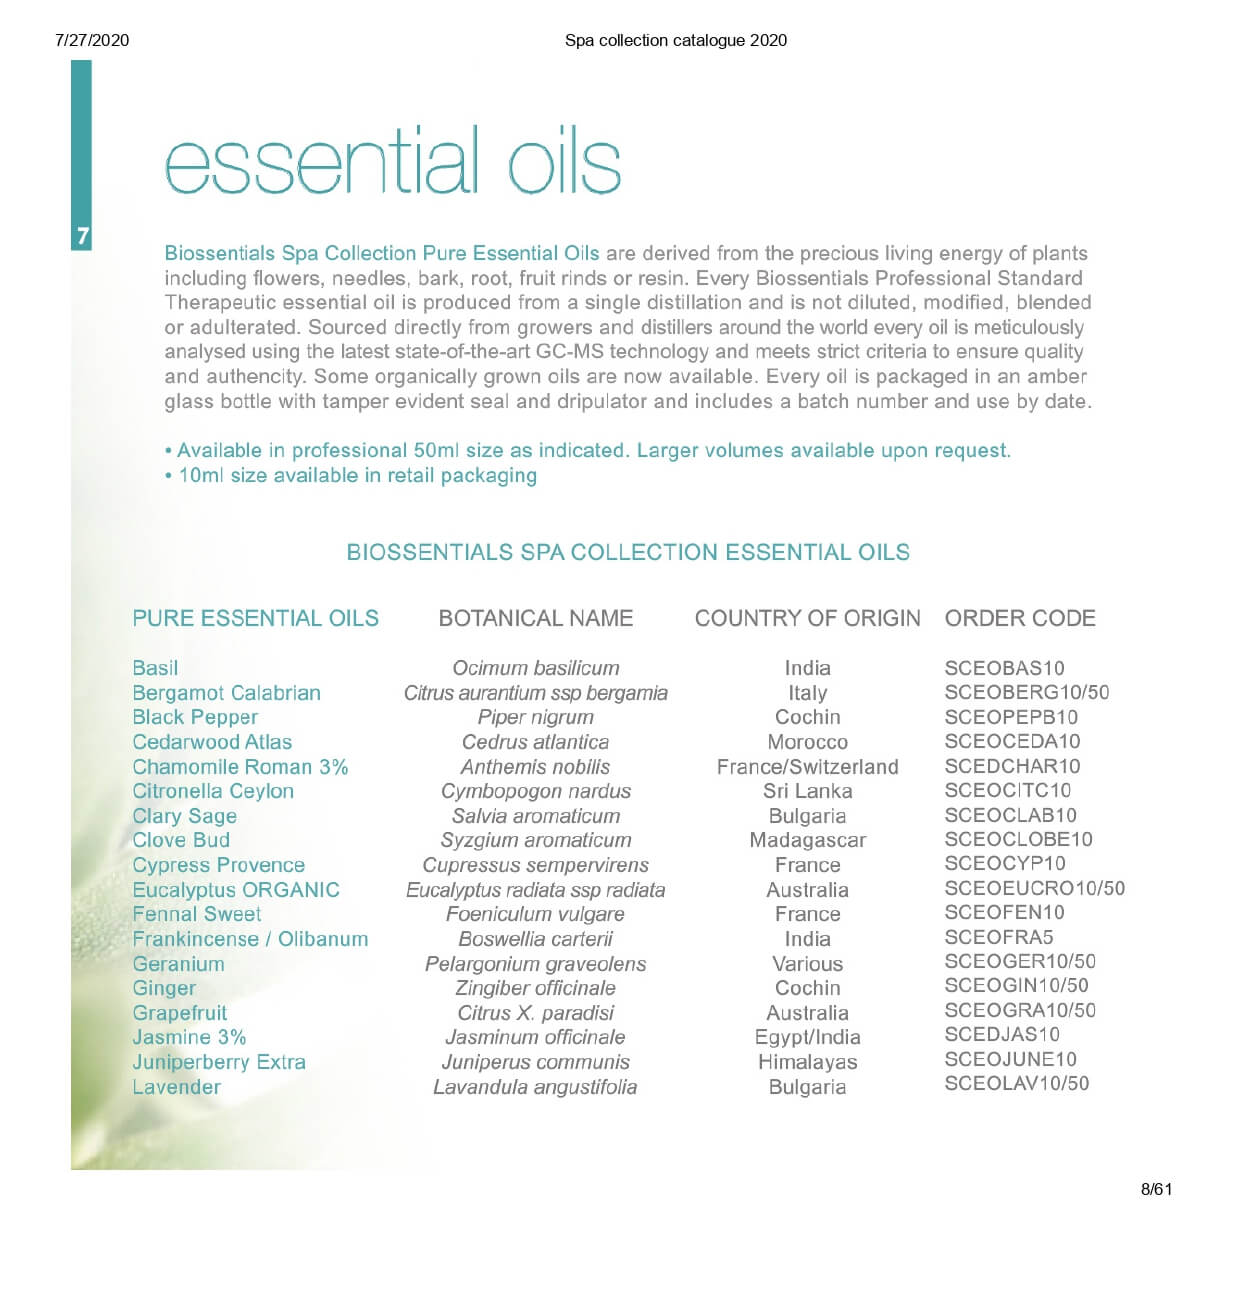 7/27/2020 Spa collection catalogue 2020
essential oils
7
Biossentials Spa Collection Pure Essential Oils are derived from the precious living energy of plants
including flowers, needles, bark, root, fruit rinds or resin. Every Biossentials Professional Standard
Therapeutic essential oil is produced from a single distillation and is not diluted, modified, blended
or adulterated. Sourced directly from growers and distillers around the world every oil is meticulously
analysed using the latest state-of-the-art GC-MS technology and meets strict criteria to ensure quality
and authencity. Some organically grown oils are now available. Every oil is packaged in an amber
glass bottle with tamper evident seal and dripulator and includes a batch number and use by date.
• Available in professional 50ml size as indicated. Larger volumes available upon request.
• 10ml size available in retail packaging
BIOSSENTIALS SPA COLLECTION ESSENTIAL OILS
PURE ESSENTIAL OILS BOTANICAL NAME COUNTRY OF ORIGIN ORDER CODE
Basil Ocimum basilicum India SCEOBAS10
Bergamot Calabrian Citrus aurantium ssp bergamia Italy SCEOBERG10/50
Black Pepper Piper nigrum Cochin SCEOPEPB10
Cedarwood Atlas Cedrus atlantica Morocco SCEOCEDA10
Chamomile Roman 3% Anthemis nobilis France/Switzerland SCEDCHAR10
Citronella Ceylon Cymbopogon nardus Sri Lanka SCEOCITC10
Clary Sage Salvia aromaticum Bulgaria SCEOCLAB10
Clove Bud Syzgium aromaticum Madagascar SCEOCLOBE10
Cypress Provence Cupressus sempervirens France SCEOCYP10
Eucalyptus ORGANIC Eucalyptus radiata ssp radiata Australia SCEOEUCRO10/50
Fennal Sweet Foeniculum vulgare France SCEOFEN10
Frankincense / Olibanum Boswellia carterii India SCEOFRA5
Geranium Pelargonium graveolens Various SCEOGER10/50
Ginger Zingiber officinale Cochin SCEOGIN10/50
Grapefruit Citrus X. paradisi Australia SCEOGRA10/50
Jasmine 3% Jasminum officinale Egypt/India SCEDJAS10
Juniperberry Extra Juniperus communis Himalayas SCEOJUNE10
Lavender Lavandula angustifolia Bulgaria SCEOLAV10/50
8/61